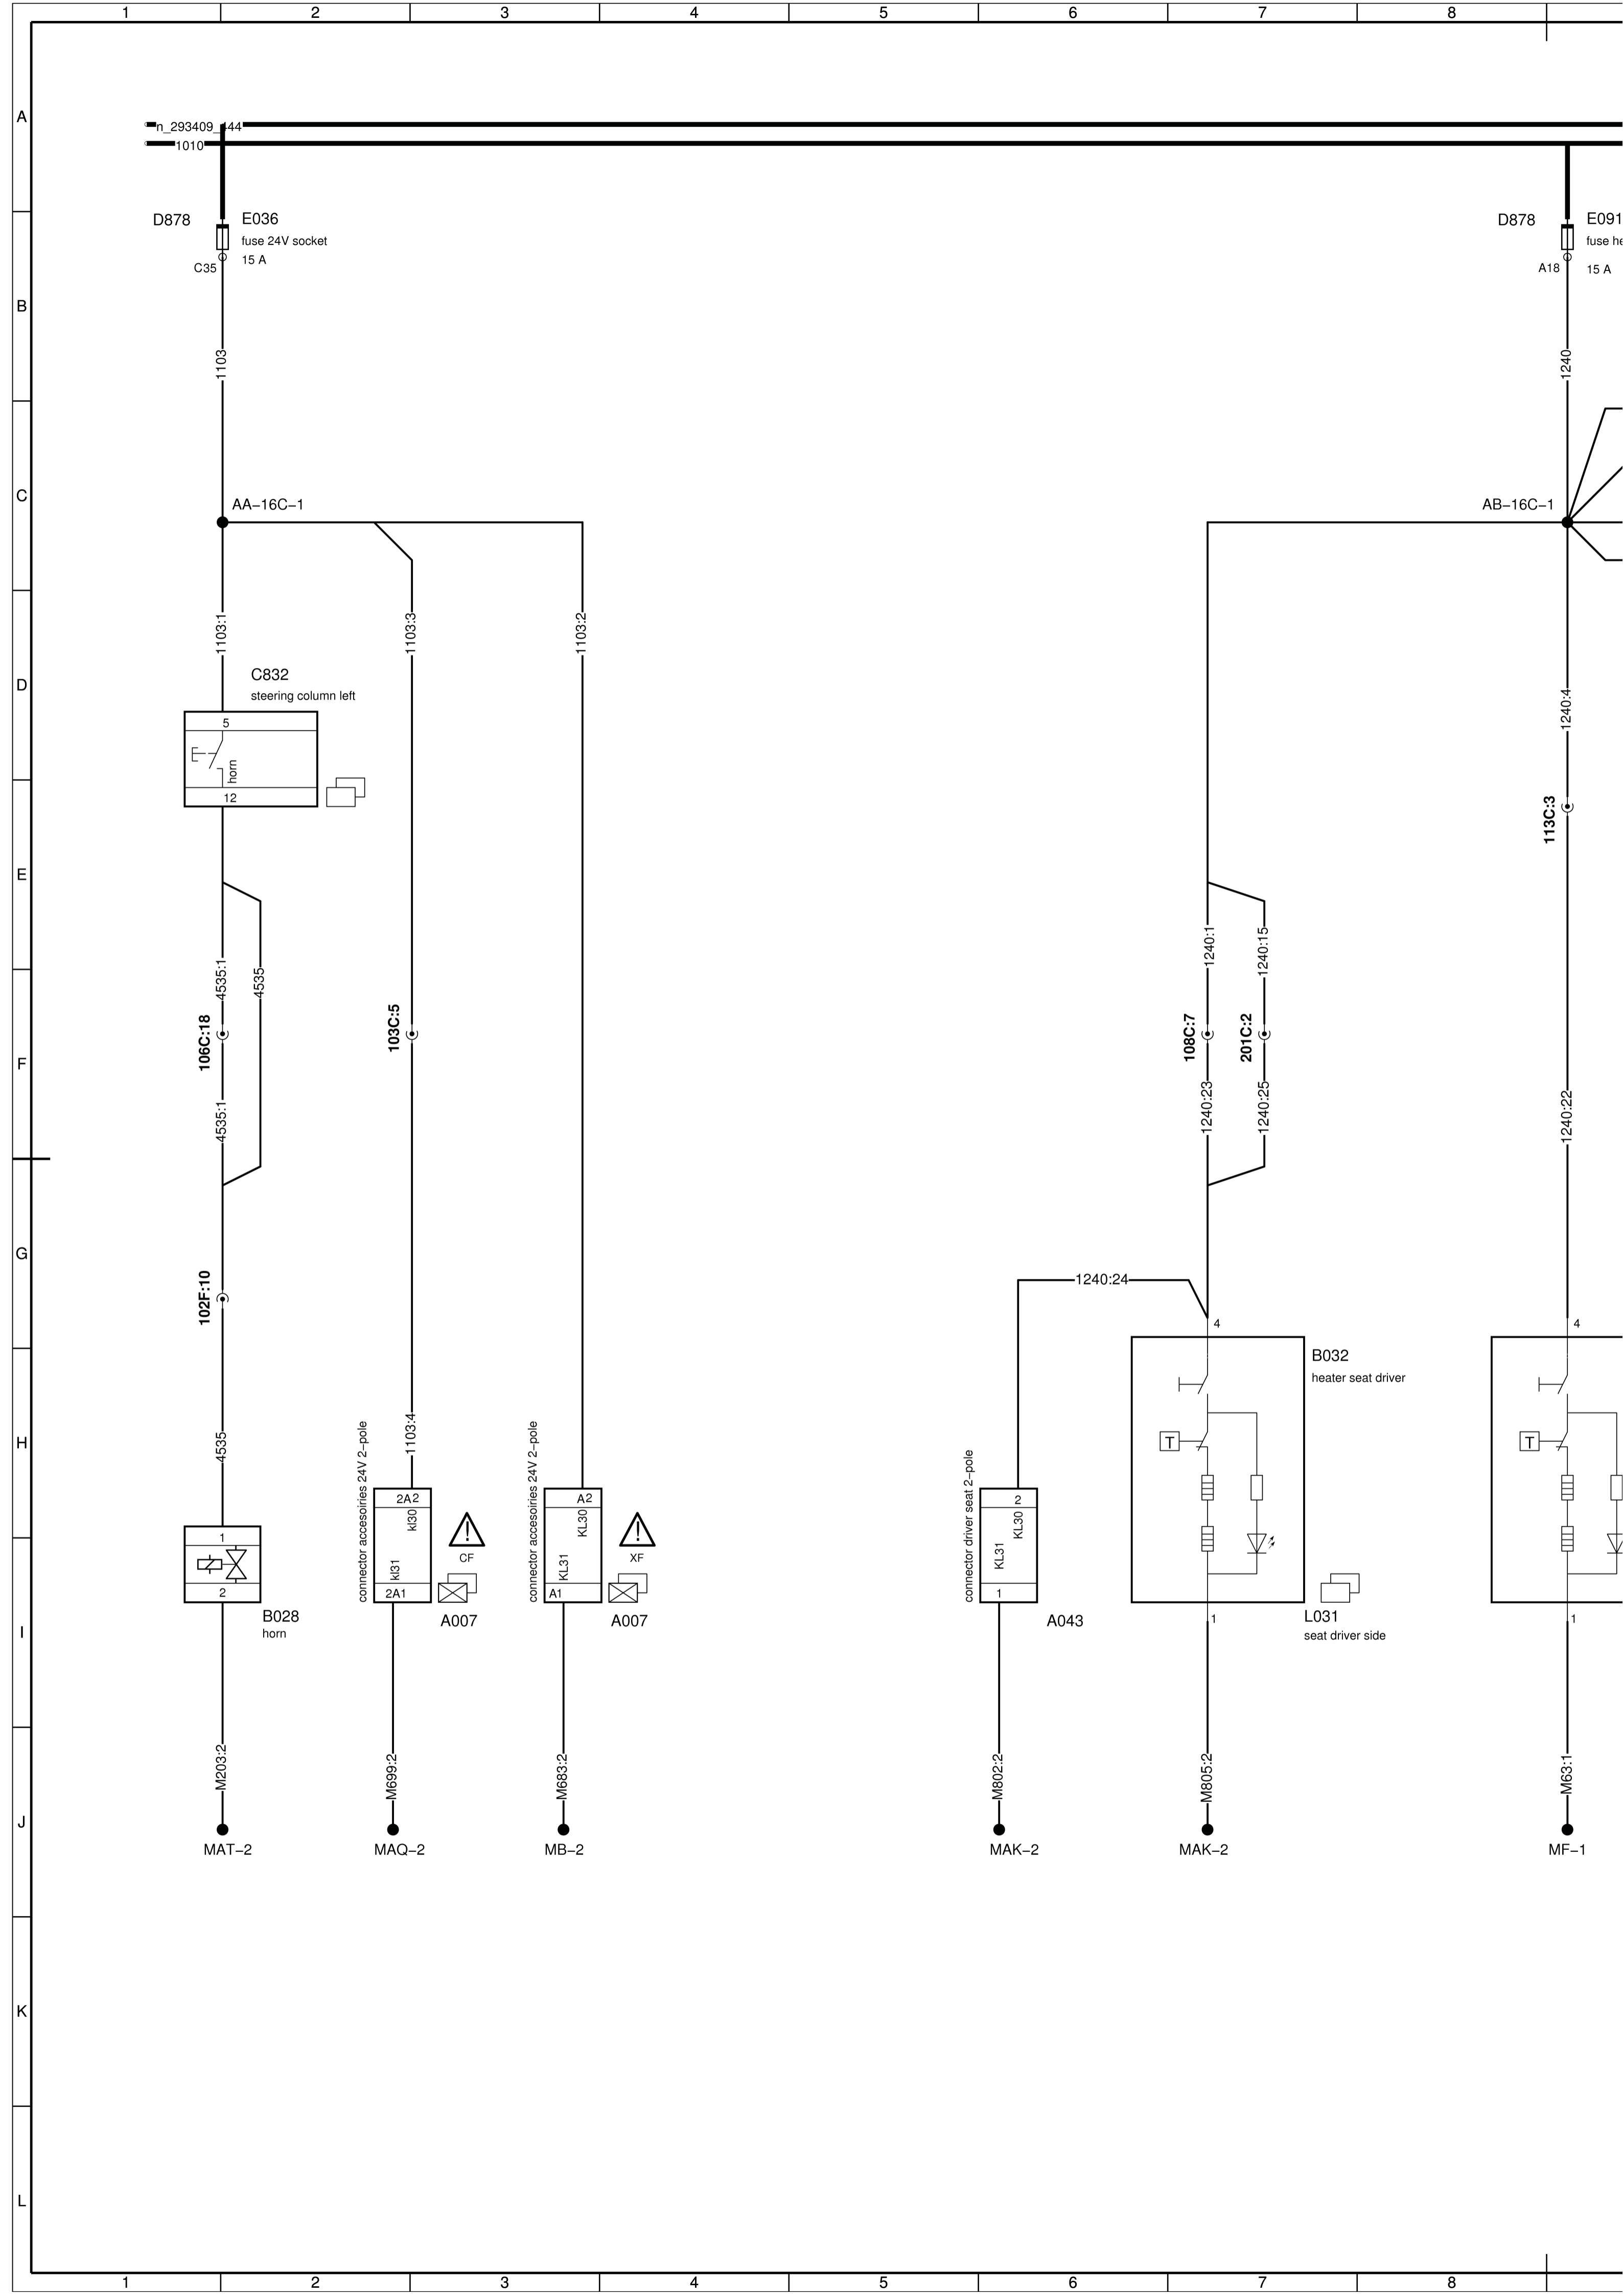 1 2 3 4 5 6 7 8
A
n_293409_444
1010
D878
E036
fuse 24V socket
15 A
C35
D878
E091
A18
15 A
B
1103
1240
C
AA−16C−1
AB−16C−1
1103:1
1103:3
1103:2
D
C832
steering column left
5
horn
12
1240:4
113C:3
E
4535:1
4535
1240:1
1240:15
106C:18
103C:5
108C:7
201C:2
F
4535:1
1240:23
1240:25
1240:22
G
102F:10
1240:24
4
4
B032
heater seat driver
H
4535
connector accesoiries 24V 2−pole
1103:4
connector accesoiries 24V 2−pole
connector driver seat 2−pole
T
T
2A2
kl30
A2
KL30
2
KL30
1
kl31
CF
KL31
XF
KL31
2
2A1
A1
1
B028
horn
A007
A007
A043
1
L031
seat driver side
1
I
M203:2
M699:2
M683:2
M802:2
M805:2
M63:1
J
MAT−2
MAQ−2
MB−2
MAK−2
MAK−2
MF−1
K
L
1 2 3 4 5 6 7 8